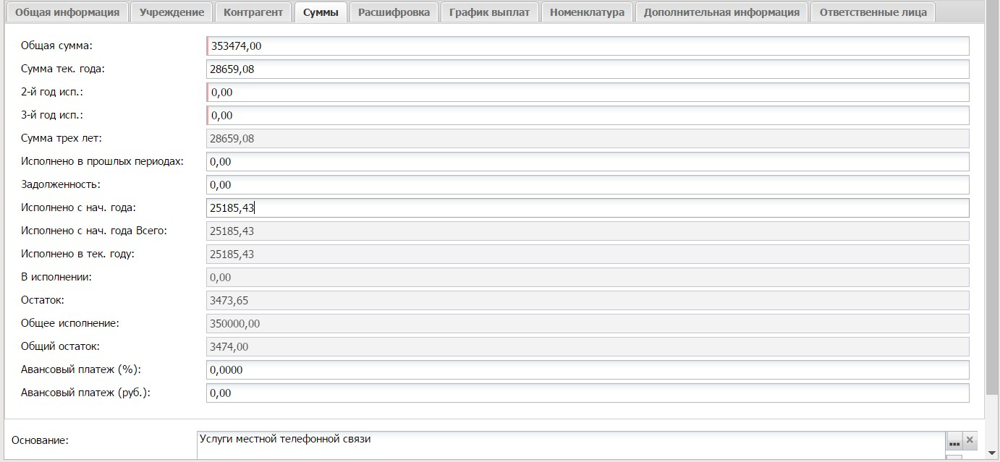 Общая информация Учреждение Контрагент Суммы Расшифровка График выплат Номенклатура Дополнительная информация Ответственные лица
Общая сумма: 353474,00
Сумма тек. года: 28659,08
2-й год исп.: 0,00
3-й год исп.: 0,00
Сумма трех лет: 28659,08
Исполнено в прошлых периодах: 0,00
Задолженность: 0,00
Исполнено с нач. года: 25185,43
Исполнено с нач. года Всего: 25185,43
Исполнено в тек. году: 25185,43
В исполнении: 0,00
Остаток: 3473,65
Общее исполнение: 350000,00
Общий остаток: 3474,00
Авансовый платеж (%): 0,0000
Авансовый платеж (руб.): 0,00
Основание: Услуги местной телефонной связи ...